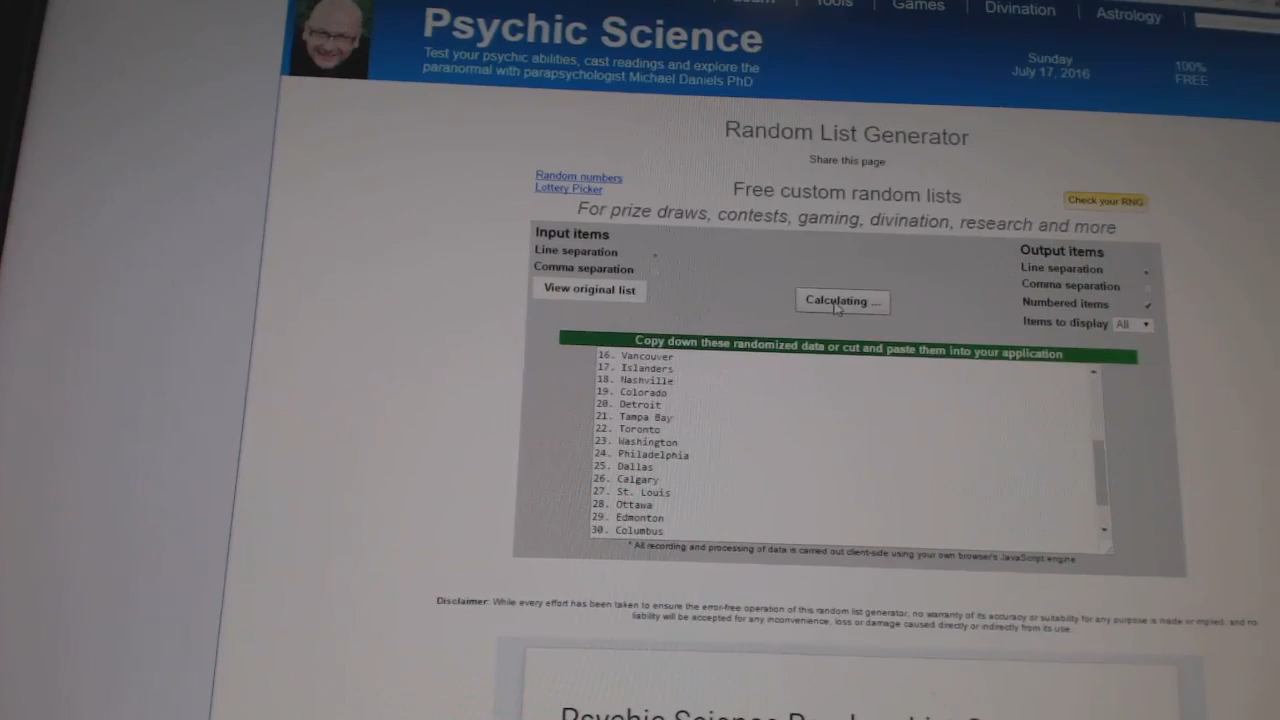 Tools Games Divination Astrology
Psychic Science
Test your psychic abilities, cast readings and explore the
paranormal with parapsychologist Michael Daniels PhD
Sunday
July 17, 2016
100%
FREE
Random List Generator
Share this page
Random numbers
Lottery Picker
Free custom random lists
Check your RNG
For prize draws, contests, gaming, divination, research and more
Input items
Line separation
Comma separation
View original list
Calculating ...
Output items
Line separation
Comma separation
Numbered items
Items to display All
Copy down these randomized data or cut and paste them into your application
16. Vancouver
17. Islanders
18. Nashville
19. Colorado
20. Detroit
21. Tampa Bay
22. Toronto
23. Washington
24. Philadelphia
25. Dallas
26. Calgary
27. St. Louis
28. Ottawa
29. Edmonton
30. Columbus
* All recording and processing of data is carried out client-side using your own browser's JavaScript engine
Disclaimer: While every effort has been taken to ensure the error-free operation of this random list generator, no warranty of its accuracy or suitability for any purpose is made or implied, and no
liability will be accepted for any inconvenience, loss or damage caused directly or indirectly from its use.
Psychic Science